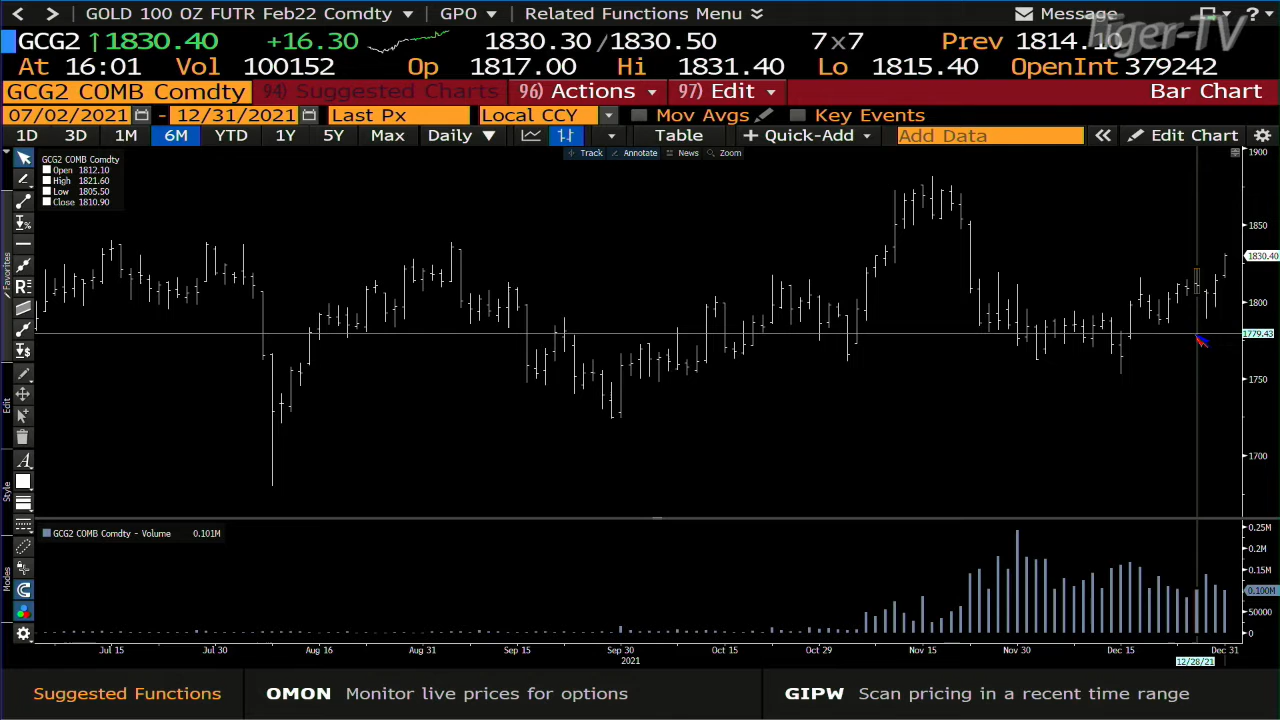 < > GOLD 100 OZ FUTR Feb22 Comdty ▾ GPO ▾ Related Functions Menu Message ?
GCG2 ↑1830.40 +16.30 1830.30/1830.50 7x7 Prev 1814.10
At 16:01 Vol 100152 Op 1817.00 Hi 1831.40 Lo 1815.40 OpenInt 379242
GCG2 COMB Comdty 94) Suggested Charts 96) Actions 97) Edit Bar Chart
07/02/2021 - 12/31/2021 Last Px Local CCY Mov Avgs Key Events
1D 3D 1M 6M YTD 1Y 5Y Max Daily ▼ Table + Quick-Add Add Data « Edit Chart
Track Annotate News Zoom
GCG2 COMB Comdty
Open 1812.10
High 1821.60
Low 1805.50
Close 1810.90
1900
1850
1830.40
1800
1779.43
1750
1700
Favorites
Edit
Style
Modes
GCG2 COMB Comdty - Volume 0.101M
0.25M
0.2M
0.15M
0.100M
50000
0
Jul 15 Jul 30 Aug 16 Aug 31 Sep 15 Sep 30 Oct 15 Oct 29 Nov 15 Nov 30 Dec 15 Dec 31
2021 12/28/21
Suggested Functions OMON Monitor live prices for options GIPW Scan pricing in a recent time range